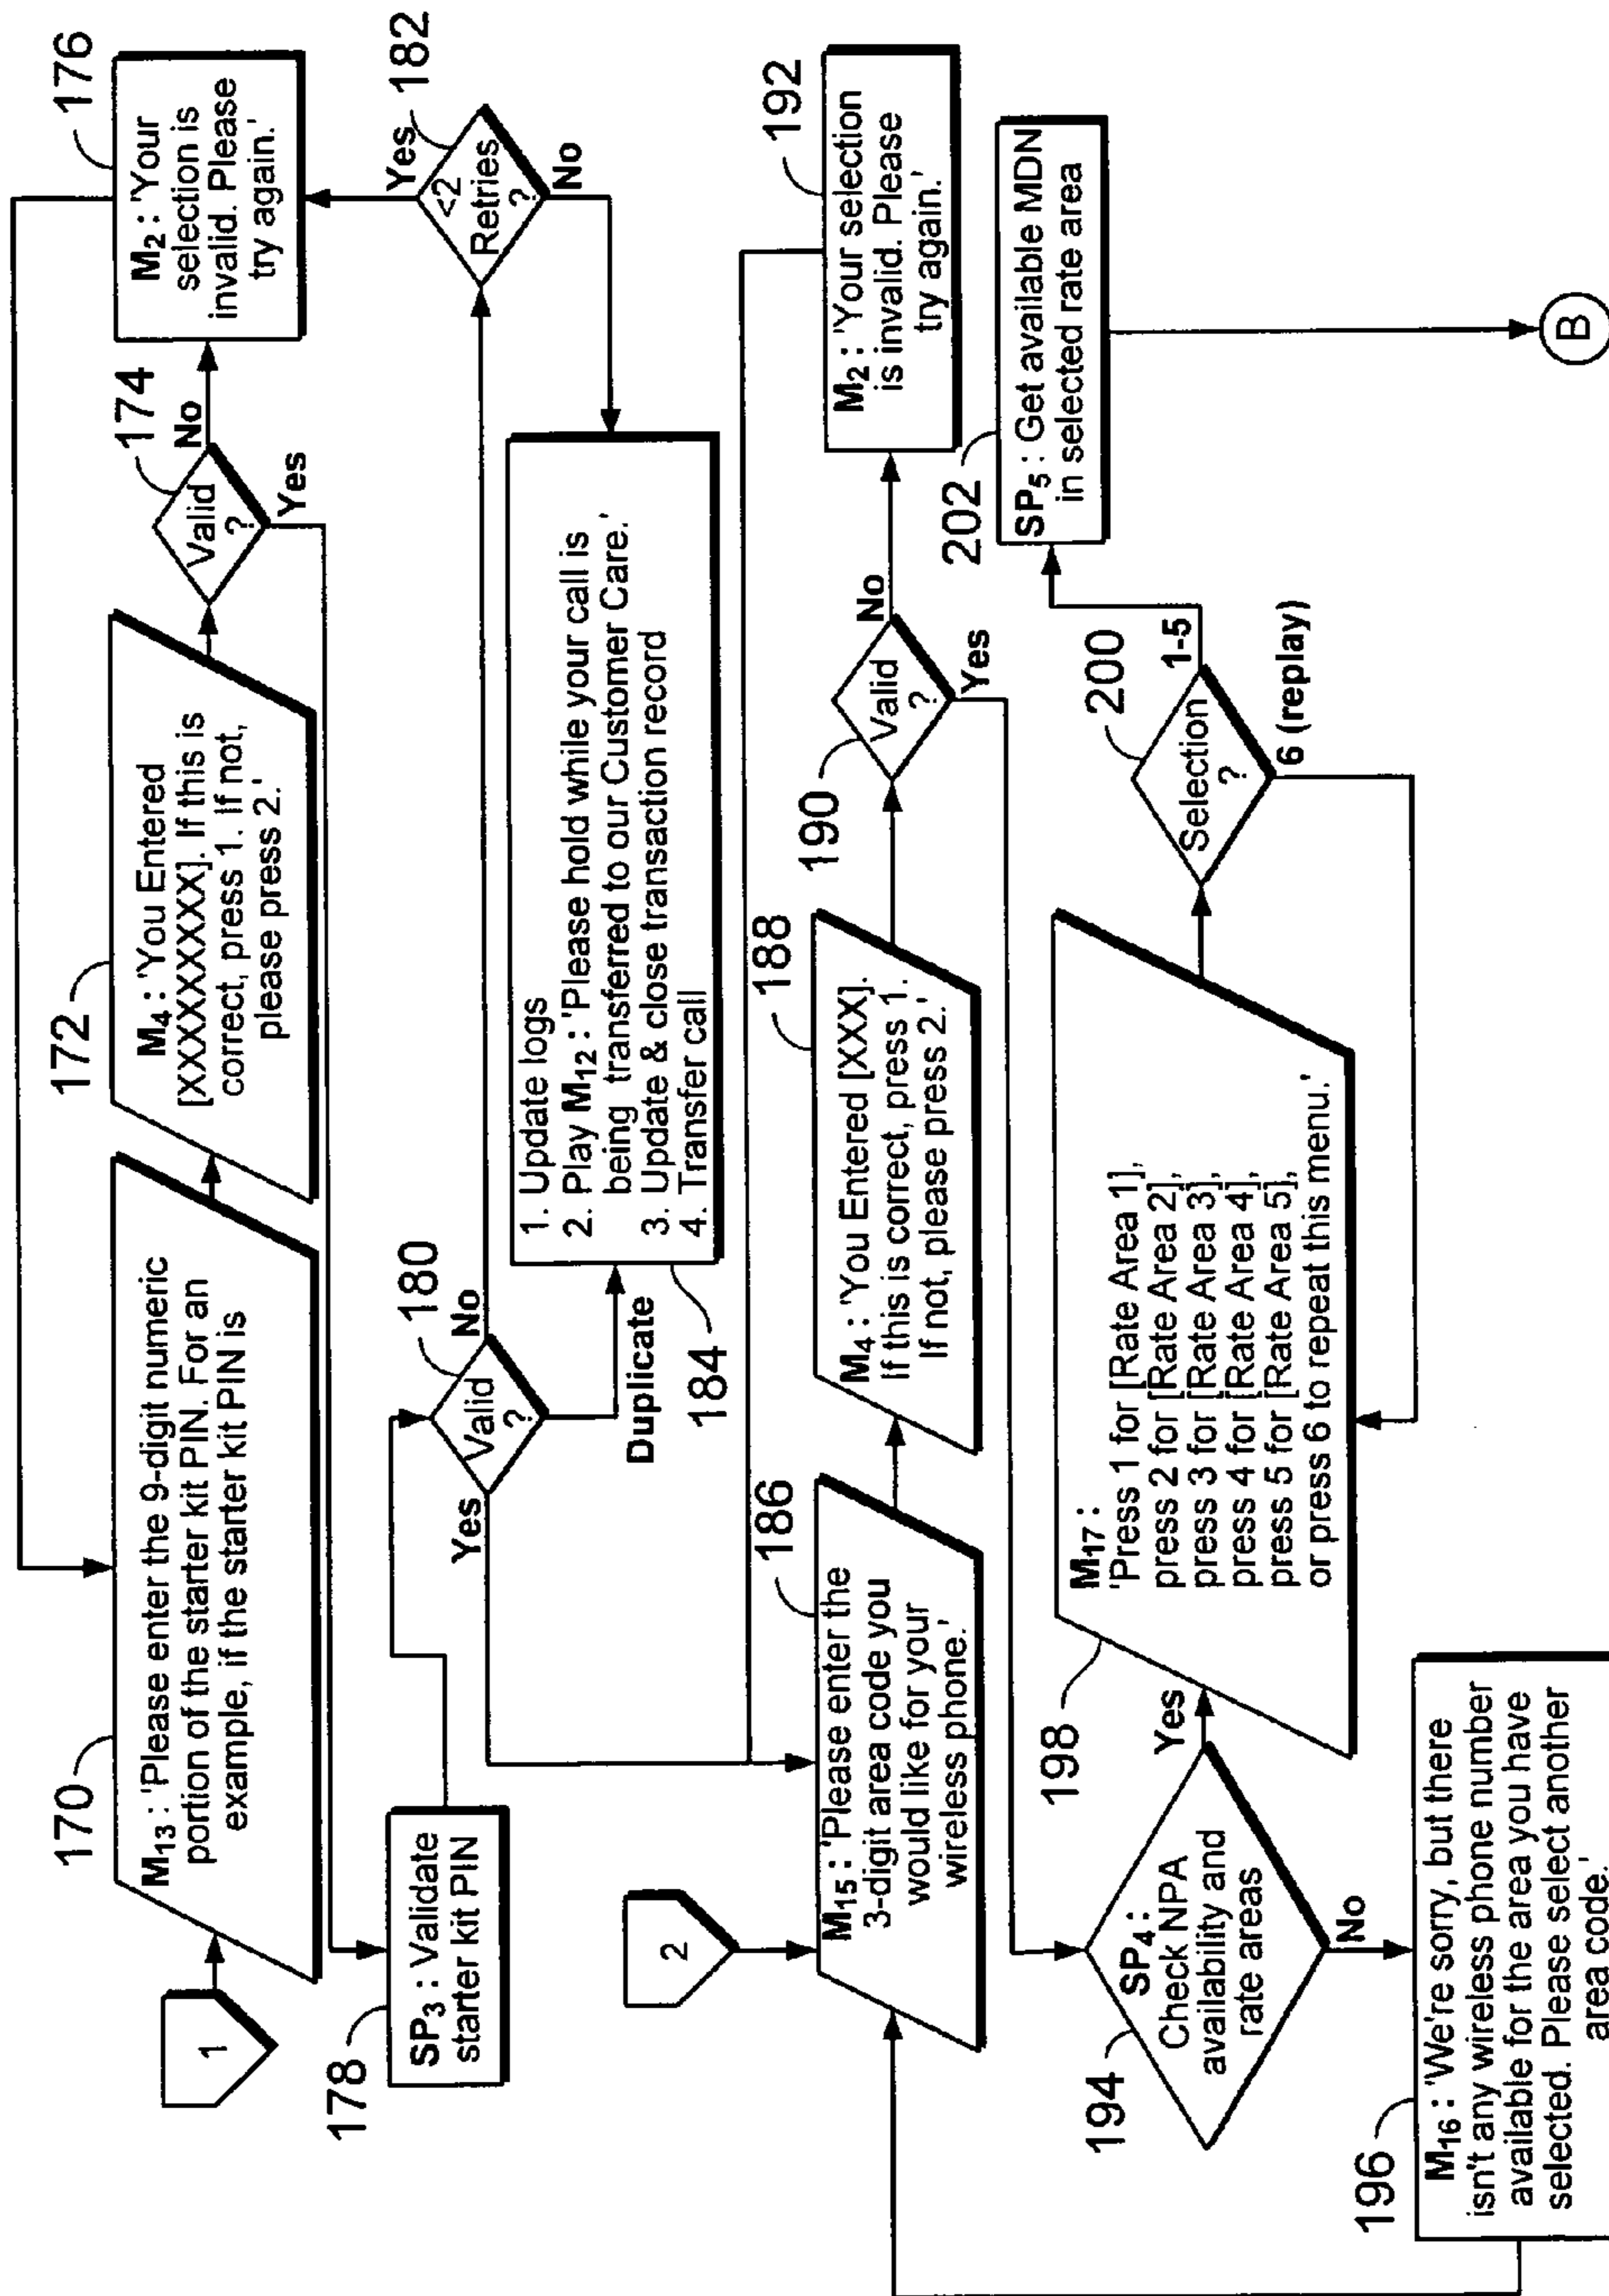 1
170
M13 : 'Please enter the 9-digit numeric
portion of the starter kit PIN. For an
example, if the starter kit PIN is
172
M4 : 'You Entered
[XXXXXXXXX]. If this is
correct, press 1. If not,
please press 2.'
174
Valid
?
No
Yes
176
M2 : 'Your
selection is
invalid. Please
try again.'
178
SP3 : Validate
starter kit PIN
180
Valid
?
Yes
No
Duplicate
182
<2
Retries
?
Yes
No
184
1. Update logs
2. Play M12 : 'Please hold while your call is
being transferred to our Customer Care.'
3. Update & close transaction record
4. Transfer call
2
186
M15 : 'Please enter the
3-digit area code you
would like for your
wireless phone.'
188
M4 : 'You Entered [XXX].
If this is correct, press 1.
If not, please press 2.'
190
Valid
?
No
Yes
192
M2 : 'Your selection
is invalid. Please
try again.'
194
SP4 :
Check NPA
availability and
rate areas
Yes
No
196
M16 : 'We're sorry, but there
isn't any wireless phone number
available for the area you have
selected. Please select another
area code.'
198
M17 :
'Press 1 for [Rate Area 1],
press 2 for [Rate Area 2],
press 3 for [Rate Area 3],
press 4 for [Rate Area 4],
press 5 for [Rate Area 5],
or press 6 to repeat this menu.'
200
Selection
?
1-5
6 (replay)
202
SP5 : Get available MDN
in selected rate area
B